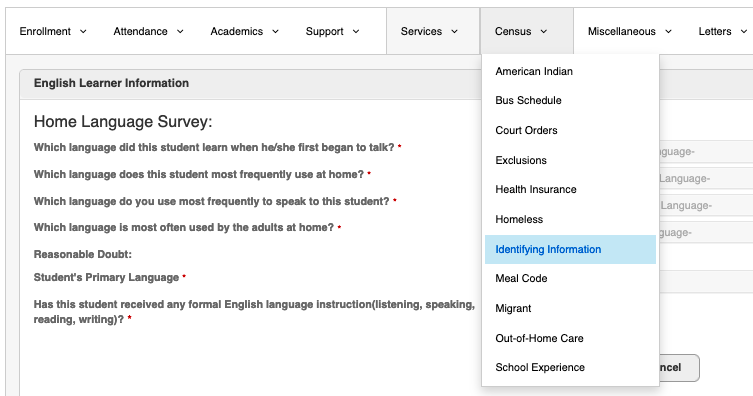 Enrollment Attendance Academics Support Services Census Miscellaneous Letters
English Learner Information
Home Language Survey:
Which language did this student learn when he/she first began to talk? *
Which language does this student most frequently use at home? *
Which language do you use most frequently to speak to this student? *
Which language is most often used by the adults at home? *
Reasonable Doubt:
Student's Primary Language *
Has this student received any formal English language instruction(listening, speaking,
reading, writing)? *
American Indian
Bus Schedule
Court Orders
Exclusions
Health Insurance
Homeless
Identifying Information
Meal Code
Migrant
Out-of-Home Care
School Experience
guage-
Language-
Language-
guage-
ncel